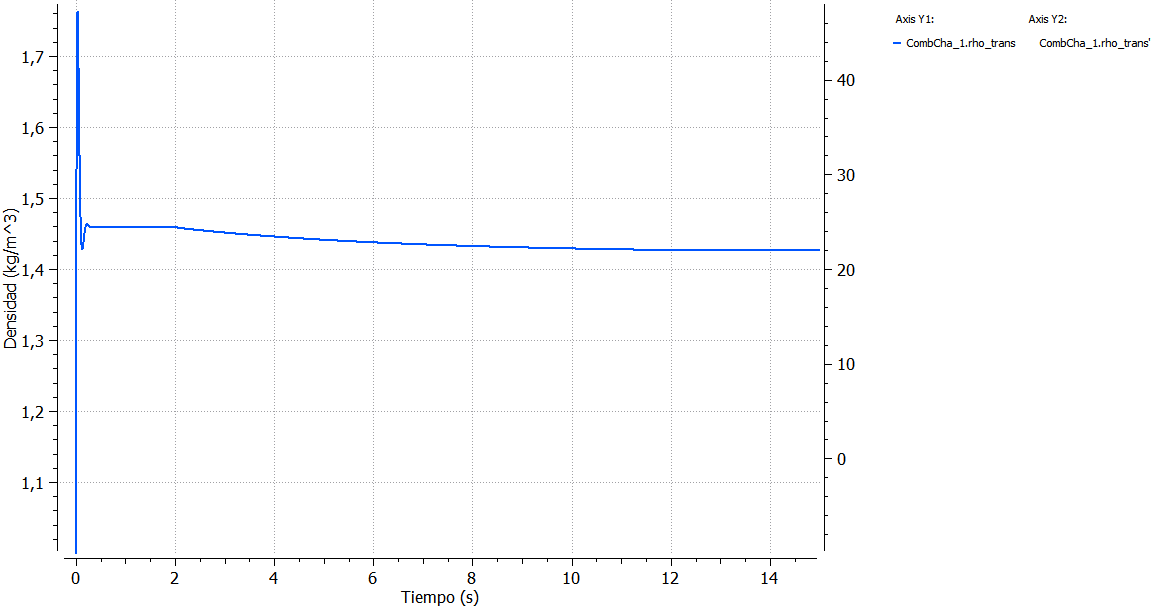 Axis Y1:
Axis Y2:
CombCha_1.rho_trans
CombCha_1.rho_trans'
Densidad (kg/m^3)
1,7
1,6
1,5
1,4
1,3
1,2
1,1
40
30
20
10
0
0 2 4 6 8 10 12 14
Tiempo (s)